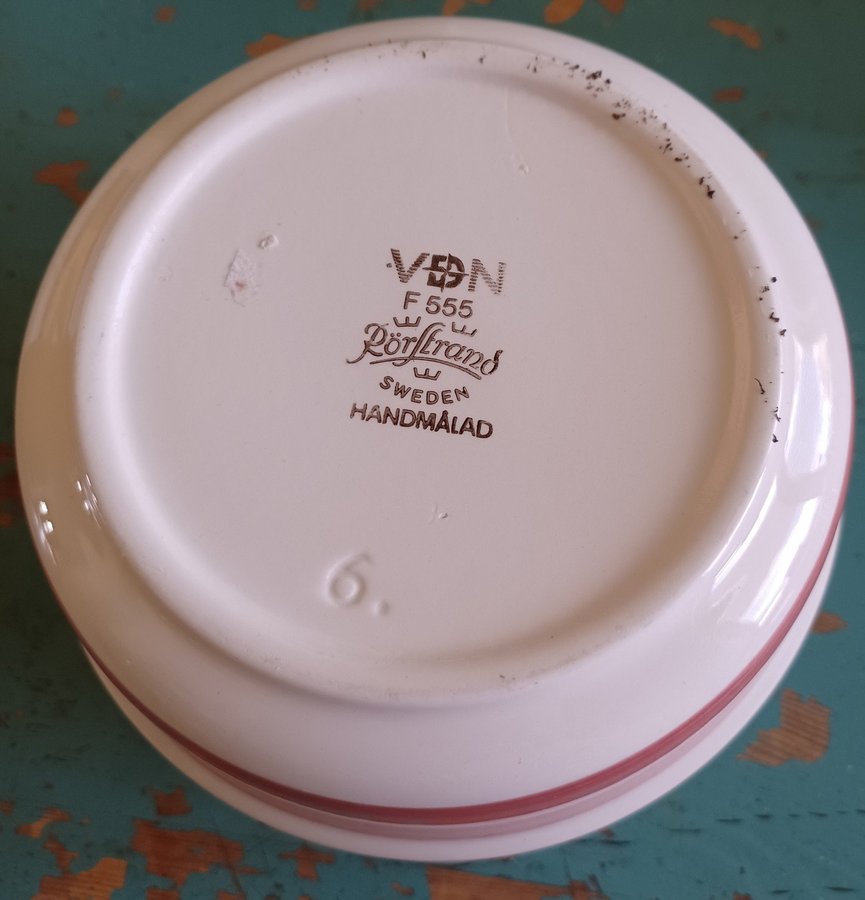 VDN
F 555
Rörstrand
SWEDEN
HANDMÅLAD
6.